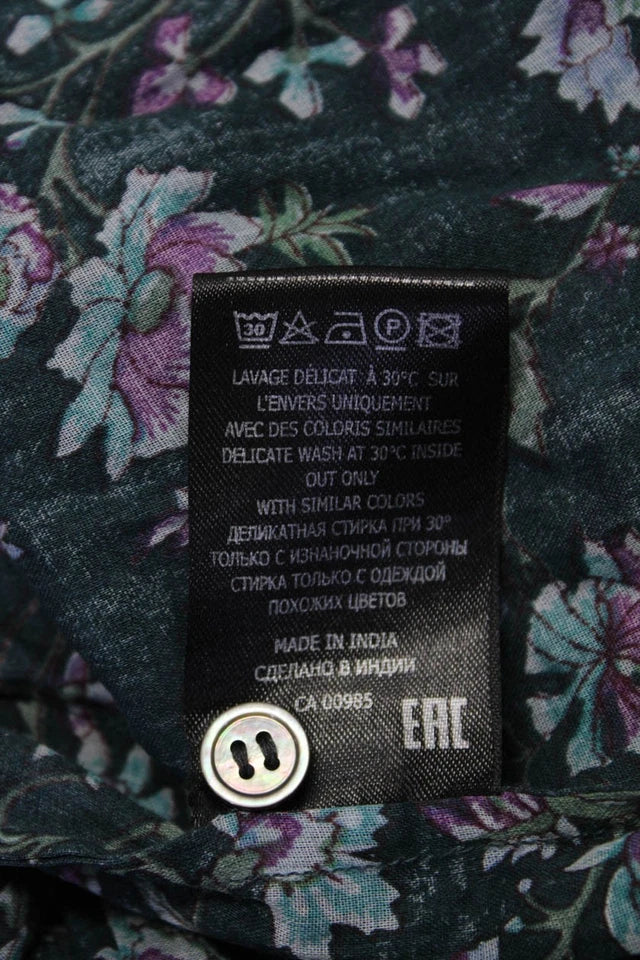 30 P
LAVAGE DÉLICAT À 30°C SUR
L'ENVERS UNIQUEMENT
AVEC DES COLORIS SIMILAIRES
DELICATE WASH AT 30°C INSIDE
OUT ONLY
WITH SIMILAR COLORS
ДЕЛИКАТНАЯ СТИРКА ПРИ 30°
ТОЛЬКО С ИЗНАНОЧНОЙ СТОРОНЫ
СТИРКА ТОЛЬКО С ОДЕЖДОЙ
ПОХОЖИХ ЦВЕТОВ
MADE IN INDIA
СДЕЛАНО В ИНДИИ
CA 00985
EAC